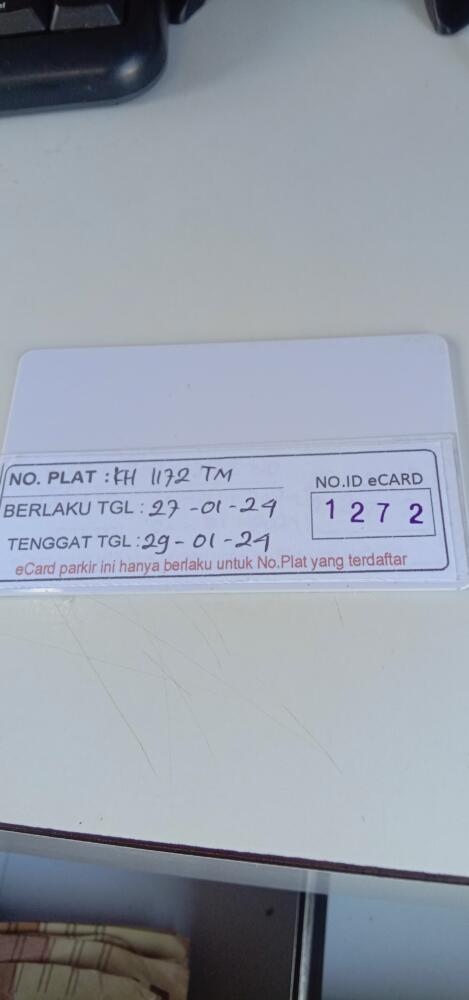 NO. PLAT : KH 1172 TM
NO.ID eCARD
BERLAKU TGL : 27-01-24
1 2 7 2
TENGGAT TGL : 29-01-24
eCard parkir ini hanya berlaku untuk No.Plat yang terdaftar